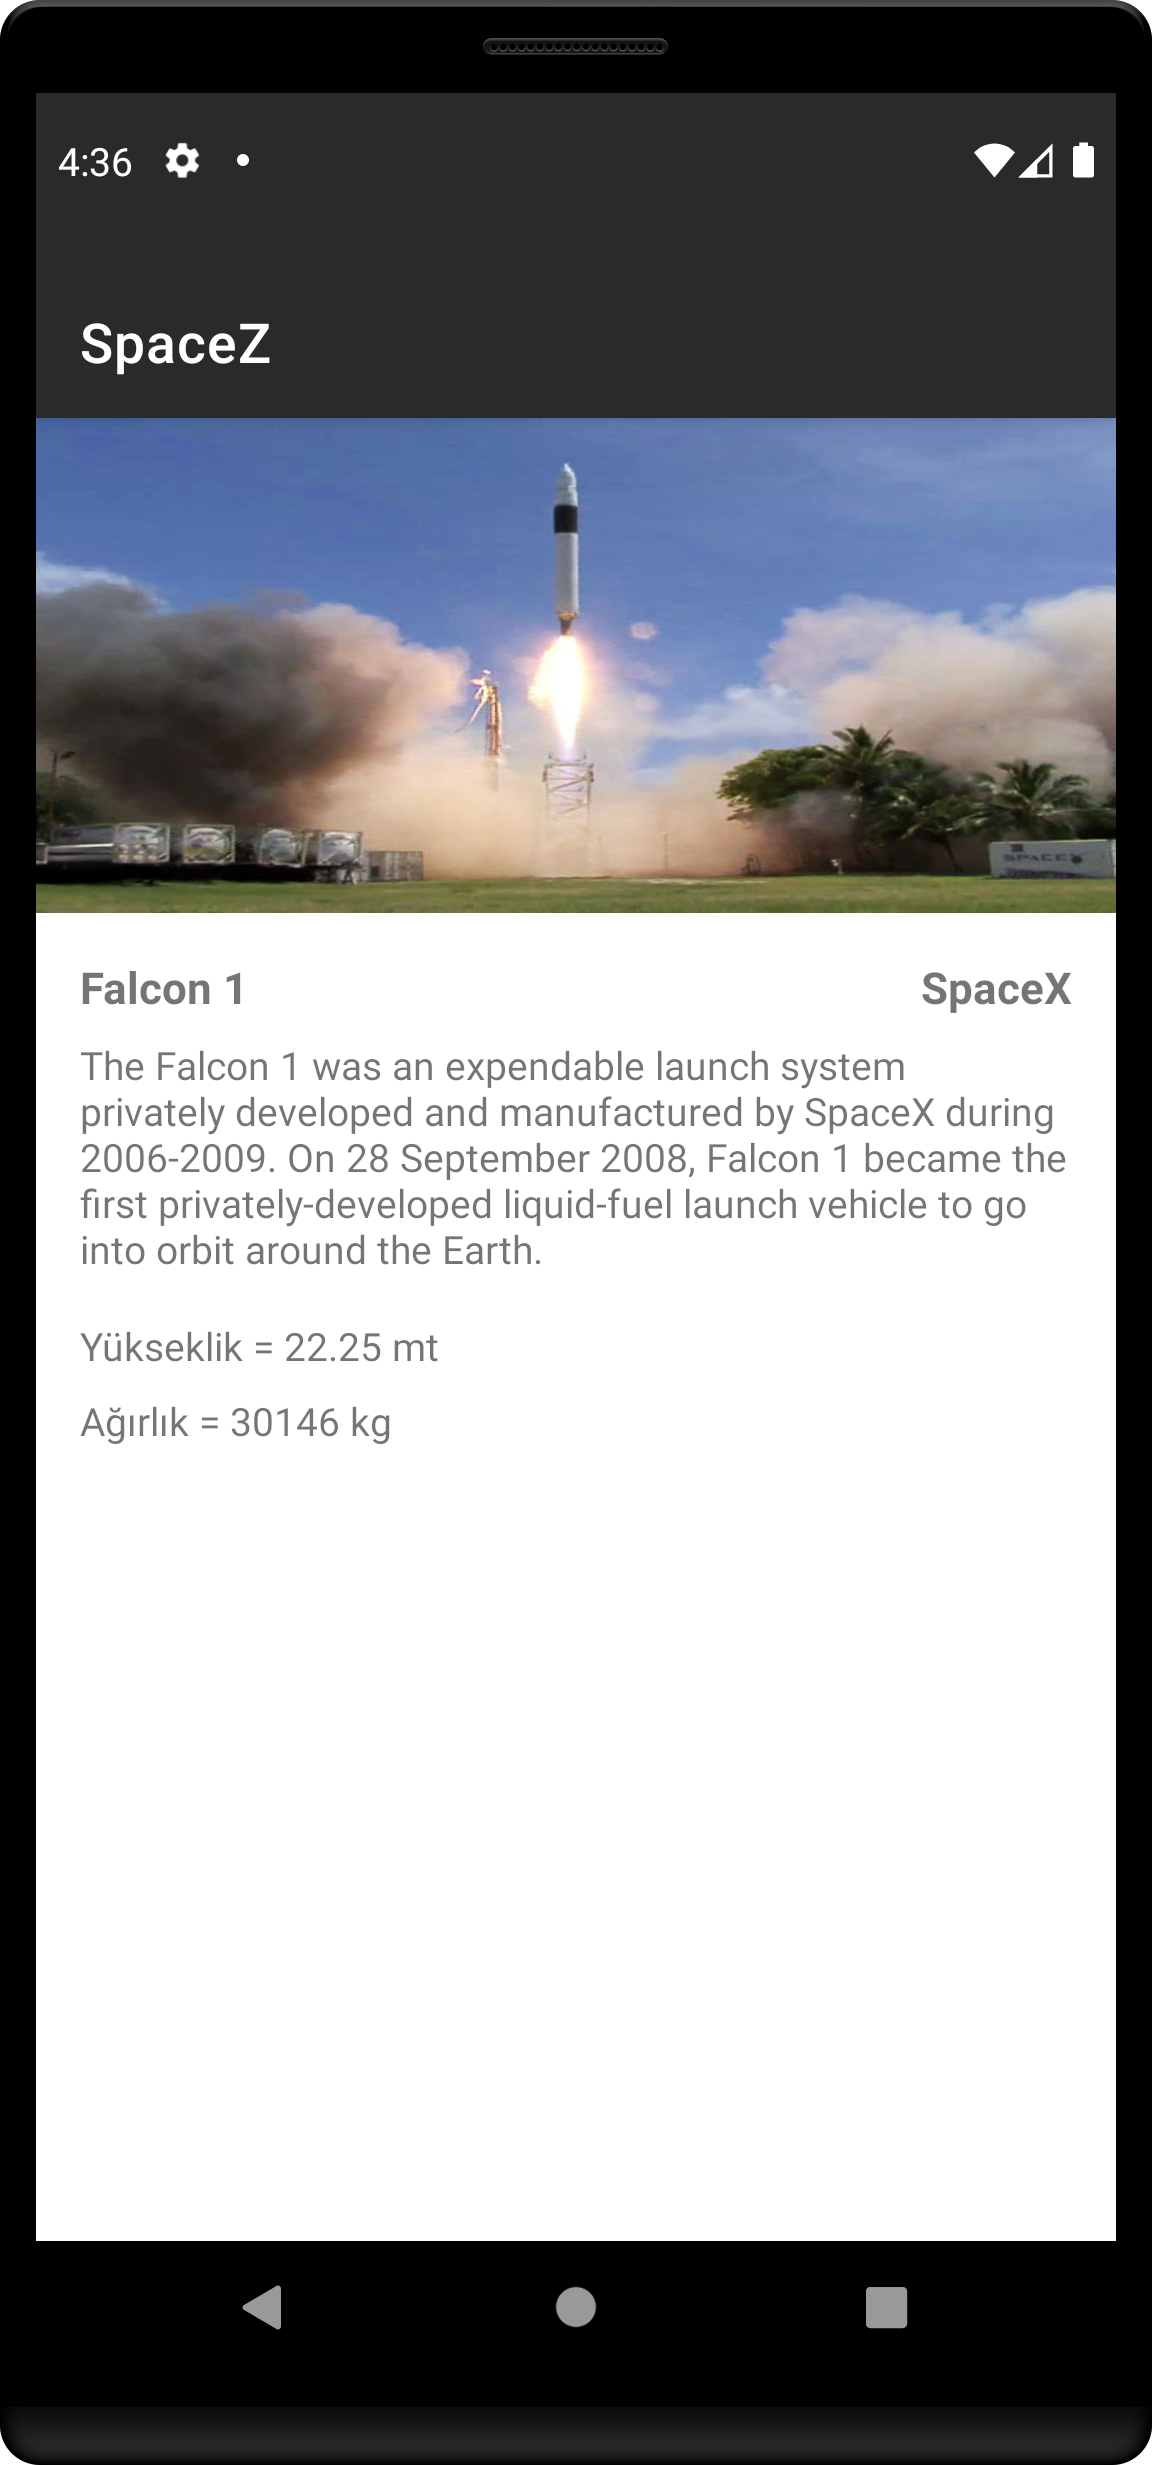 4:36
SpaceZ
SPACEX
Falcon 1 SpaceX
The Falcon 1 was an expendable launch system
privately developed and manufactured by SpaceX during
2006-2009. On 28 September 2008, Falcon 1 became the
first privately-developed liquid-fuel launch vehicle to go
into orbit around the Earth.
Yükseklik = 22.25 mt
Ağırlık = 30146 kg